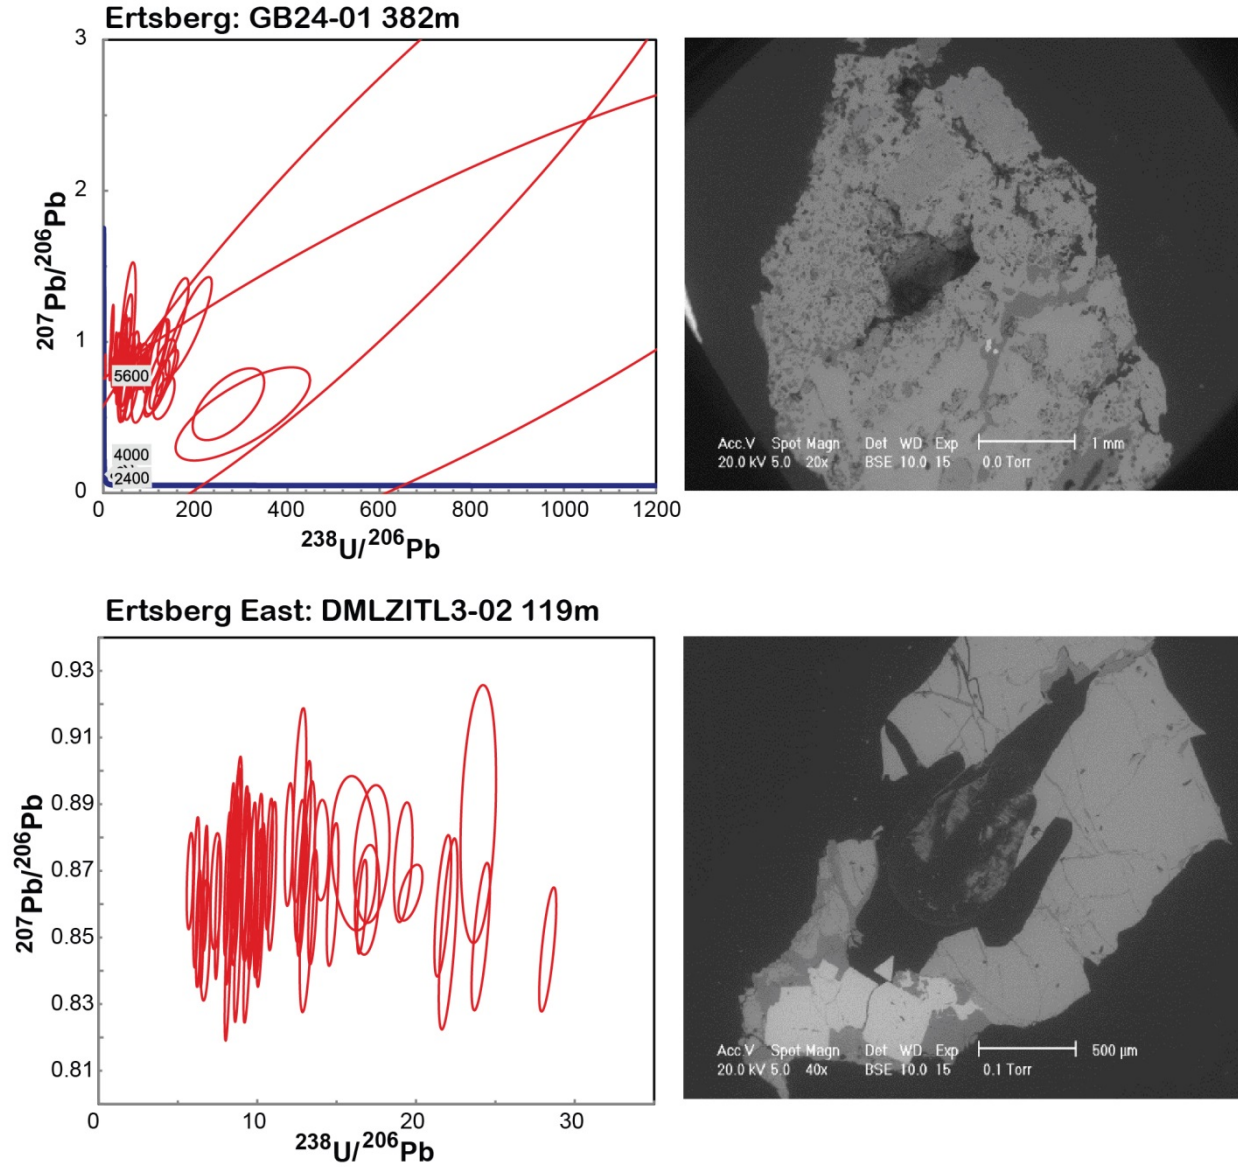 Ertsberg: GB24-01 382m
3
2
1
0
207Pb/206Pb
5600
4000
2400
200 400 600 800 1000 1200
238U/206Pb
Acc.V Spot Magn Det WD Exp 1 mm
20.0 kV 5.0 20x BSE 10.0 15 0.0 Torr
Ertsberg East: DMLZITL3-02 119m
0.93
0.91
0.89
0.87
0.85
0.83
0.81
207Pb/206Pb
0 10 20 30
238U/206Pb
Acc.V Spot Magn Det WD Exp 500 µm
20.0 kV 5.0 40x BSE 10.0 15 0.1 Torr